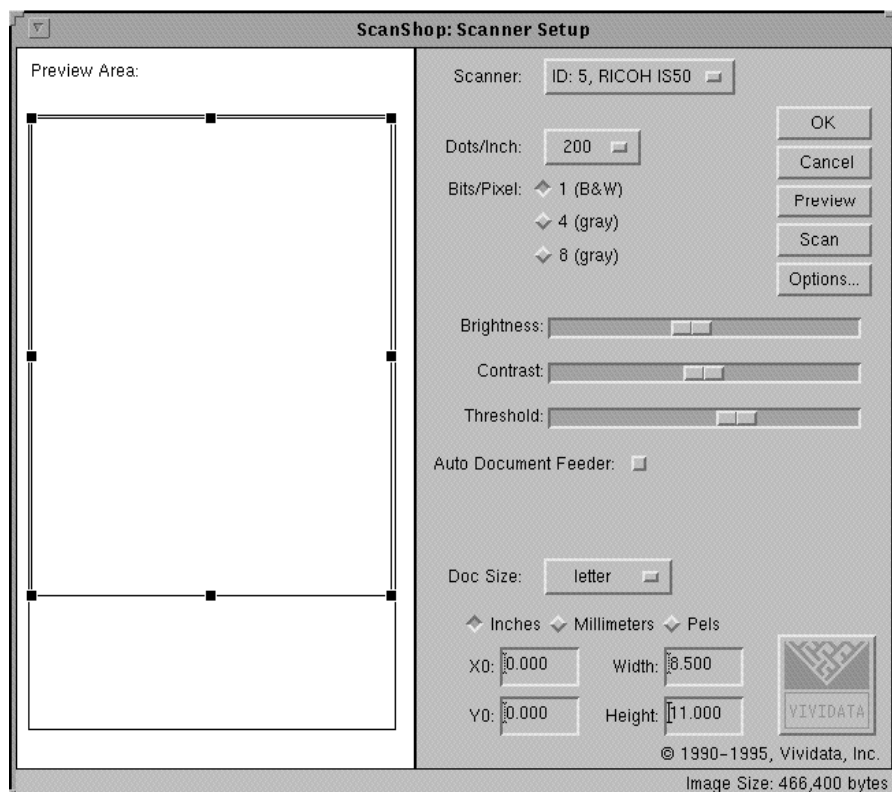 ScanShop: Scanner Setup
Preview Area:
Scanner: ID: 5, RICOH IS50
OK
Dots/Inch: 200
Cancel
Bits/Pixel: 1 (B&W)
Preview
4 (gray)
Scan
8 (gray)
Options...
Brightness:
Contrast:
Threshold:
Auto Document Feeder:
Doc Size: letter
Inches Millimeters Pels
X0: 0.000 Width: 8.500
Y0: 0.000 Height: 11.000
VIVIDATA
© 1990-1995, Vividata, Inc.
Image Size: 466,400 bytes